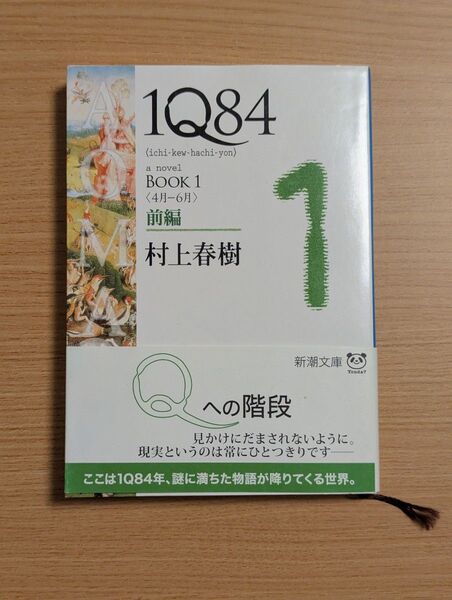 AOMA
1Q84
(ichi-kew-hachi-yon)
a novel
BOOK 1
〈4月−6月〉
前編
1
村上春樹
新潮文庫
Yonda?
Qへの階段
見かけにだまされないように。
現実というのは常にひとつきりです――
ここは1Q84年、謎に満ちた物語が降りてくる世界。